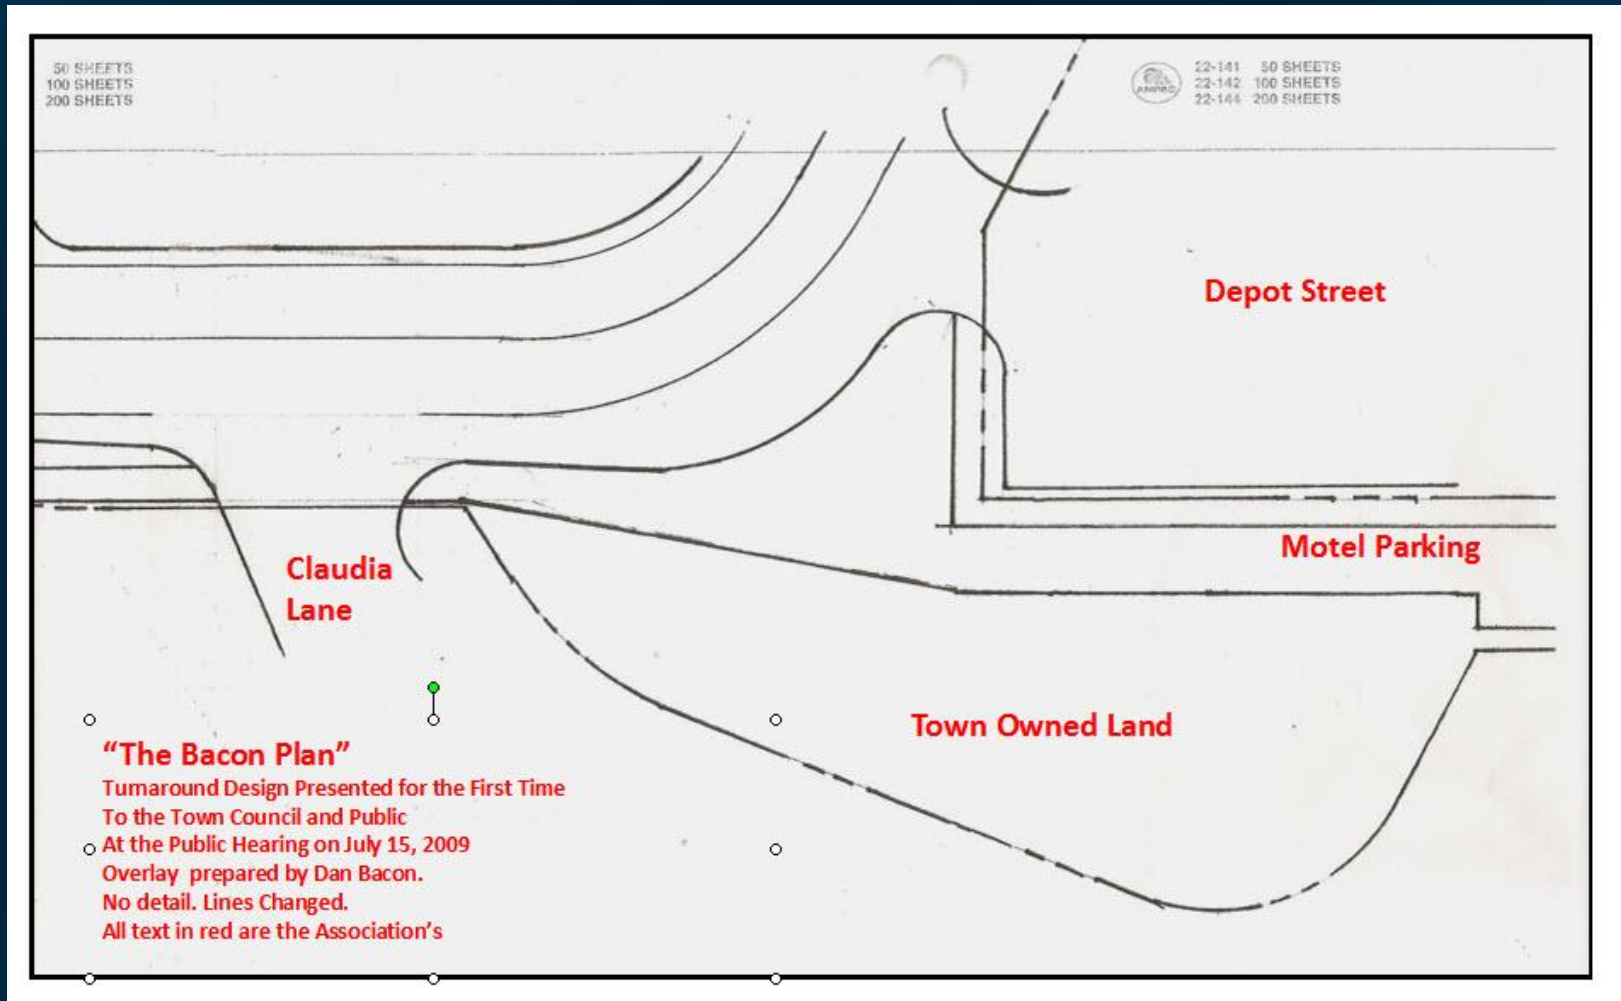 50 SHEETS
100 SHEETS
200 SHEETS
AMPAD
22-141 50 SHEETS
22-142 100 SHEETS
22-144 200 SHEETS
Depot Street
Motel Parking
Claudia
Lane
Town Owned Land
“The Bacon Plan”
Turnaround Design Presented for the First Time
To the Town Council and Public
At the Public Hearing on July 15, 2009
Overlay prepared by Dan Bacon.
No detail. Lines Changed.
All text in red are the Association’s